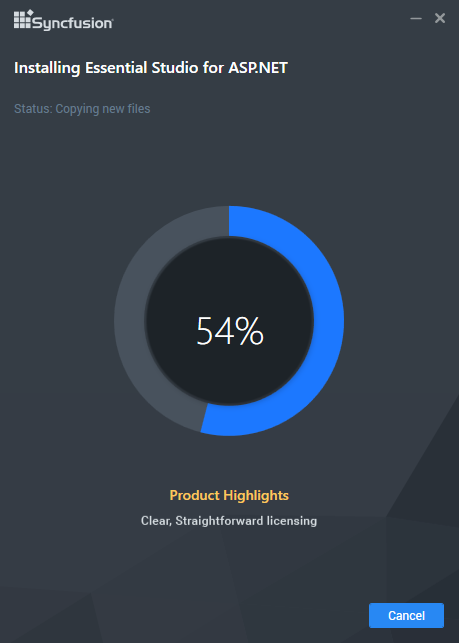 Syncfusion
Installing Essential Studio for ASP.NET
Status: Copying new files
54%
Product Highlights
Clear, Straightforward licensing
Cancel